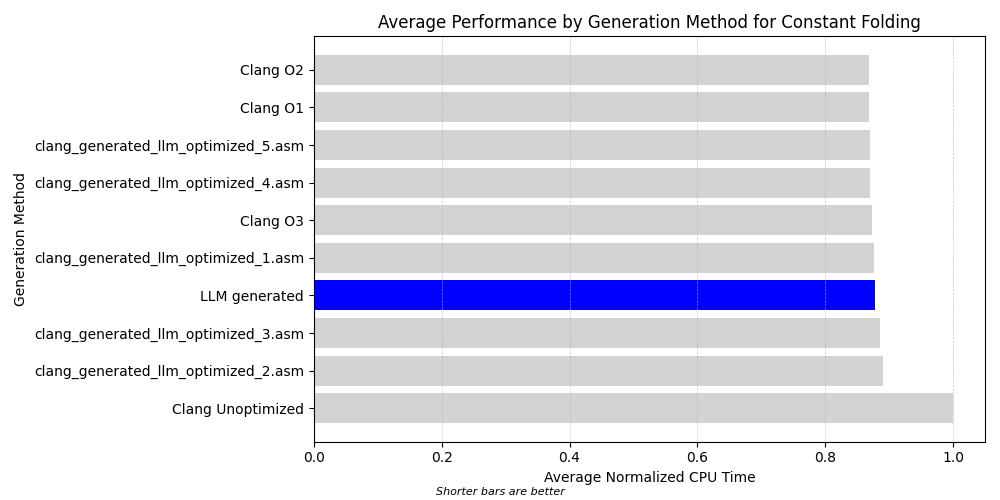 Average Performance by Generation Method for Constant Folding
Generation Method
Clang O2
Clang O1
clang_generated_llm_optimized_5.asm
clang_generated_llm_optimized_4.asm
Clang O3
clang_generated_llm_optimized_1.asm
LLM generated
clang_generated_llm_optimized_3.asm
clang_generated_llm_optimized_2.asm
Clang Unoptimized
0.0 0.2 0.4 0.6 0.8 1.0
Average Normalized CPU Time
Shorter bars are better